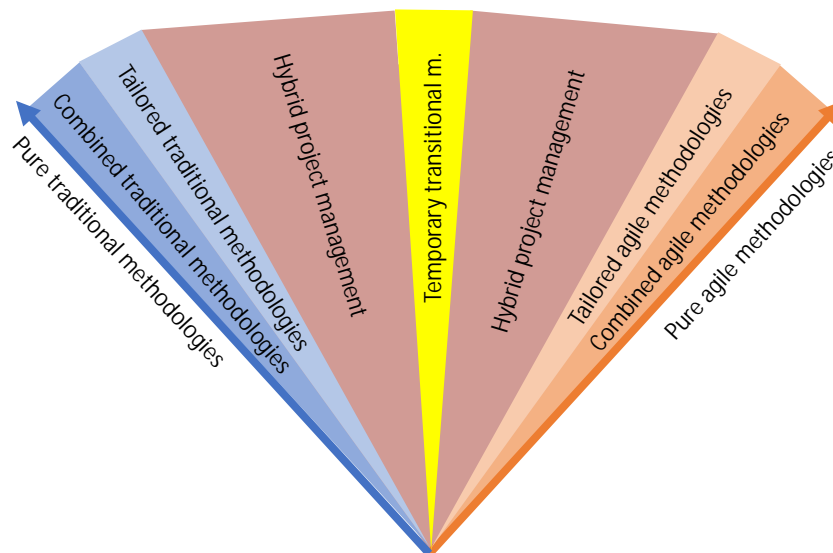 Pure traditional methodologies
Combined traditional methodologies
Tailored traditional methodologies
Hybrid project management
Temporary transitional m.
Hybrid project management
Tailored agile methodologies
Combined agile methodologies
Pure agile methodologies